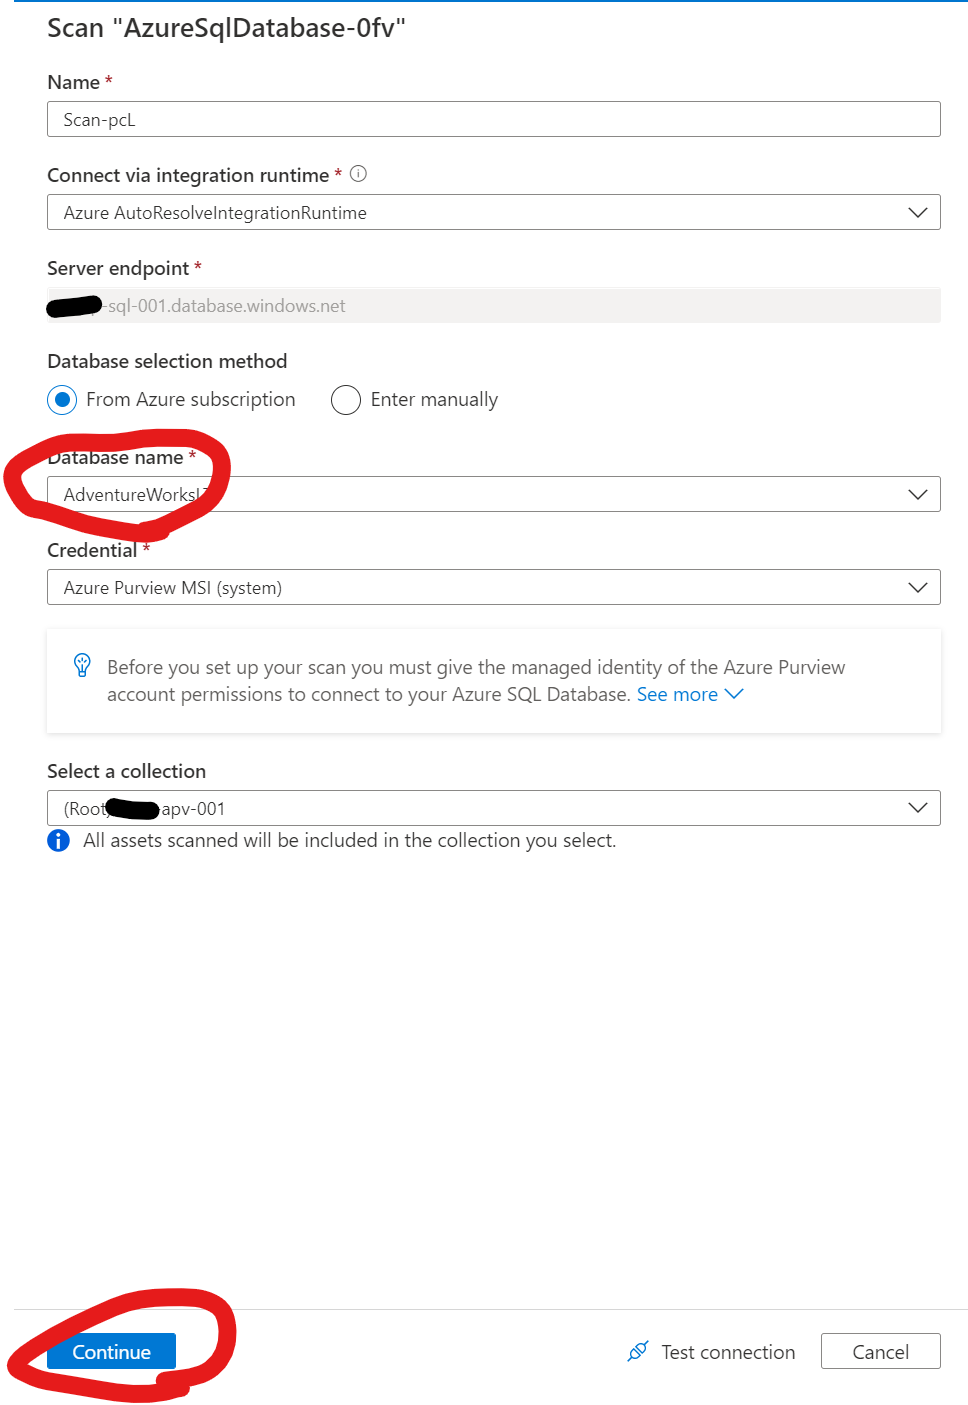 Scan "AzureSqlDatabase-0fv"
Name *
Scan-pcL
Connect via integration runtime *
Azure AutoResolveIntegrationRuntime
Server endpoint *
-sql-001.database.windows.net
Database selection method
From Azure subscription
Enter manually
Database name *
AdventureWorksLT
Credential *
Azure Purview MSI (system)
Before you set up your scan you must give the managed identity of the Azure Purview
account permissions to connect to your Azure SQL Database. See more
Select a collection
(Root) apv-001
All assets scanned will be included in the collection you select.
Continue
Test connection
Cancel